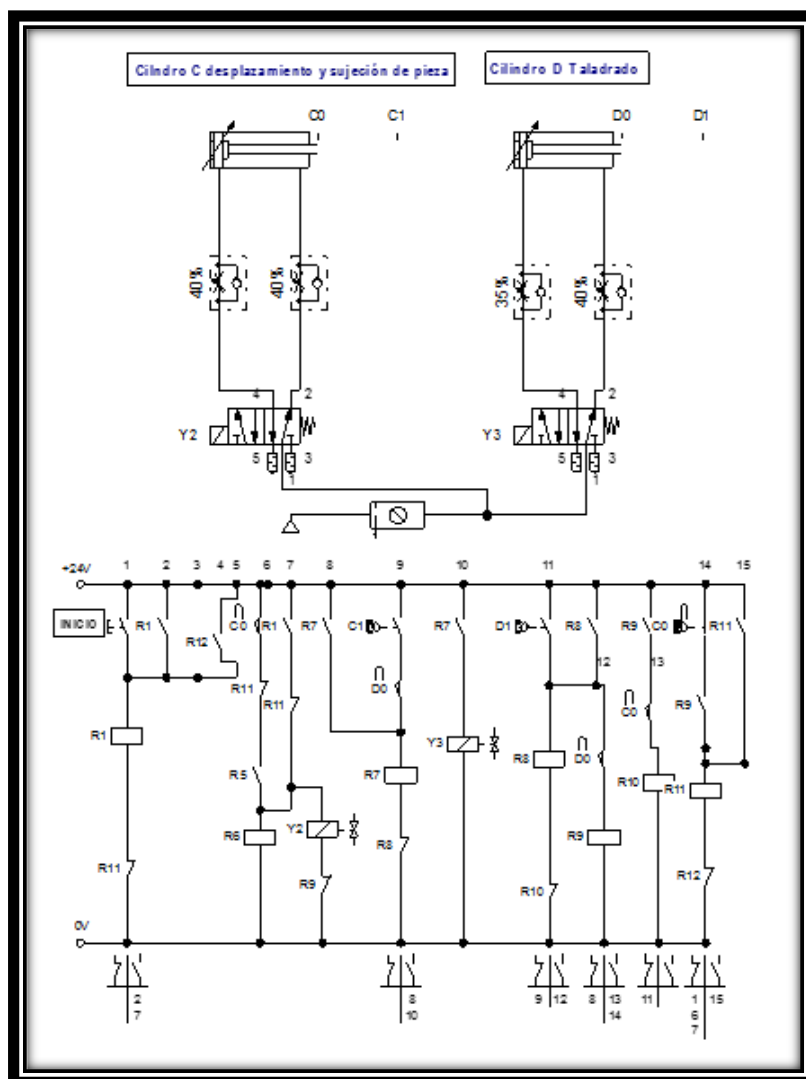 Cilndro C desplazamiento y sujeción de pieza
Cilindro D Taladrado
C0 C1 D0 D1
40% 40% 35% 40%
4 2 4 2
Y2 Y3
5 3 5 3
1 1
1 2 3 4 5 6 7 8 9 10 11 14 15
+24V
INICIO R1 R12 C0 R1 R7 C1 R7 D1 R8 R9 C0 R11
12 13
R11 R11 D0 C0 R9
R1 Y3 R8 D0
R5 R7 R10 R11
R6 Y2 R8 R9
R11 R9 R10 R12
0V
2 8 9 12 8 13 11 1 15
7 10 14 6
7